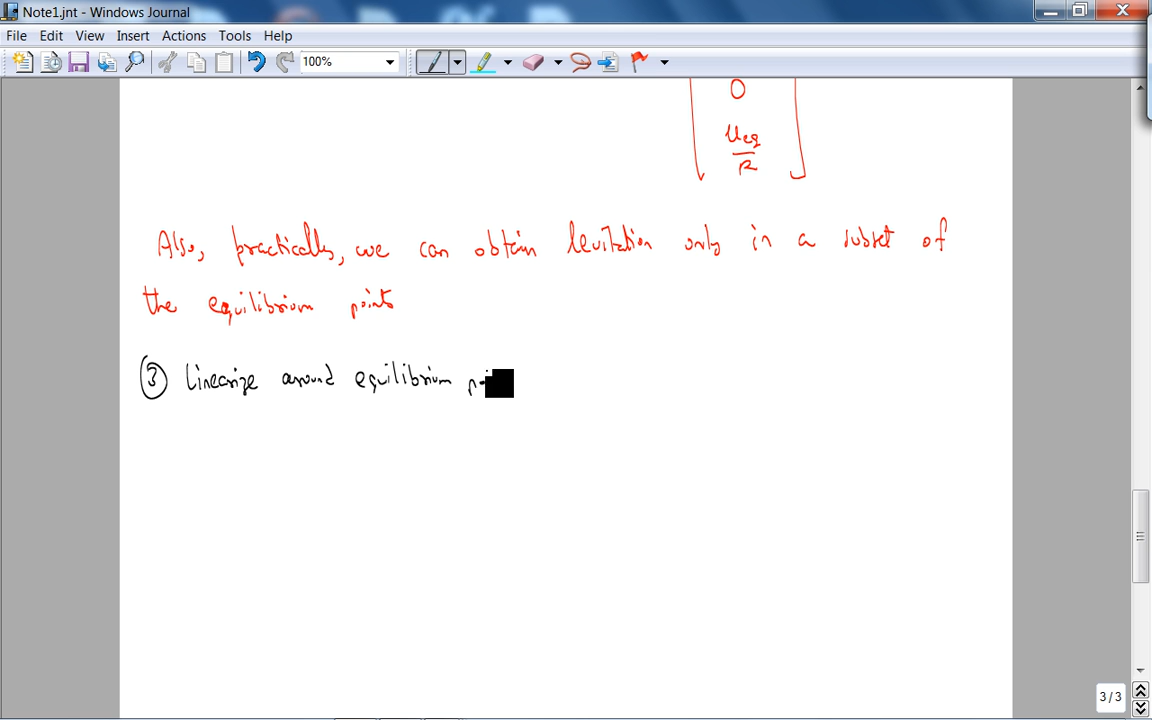 Note1.jnt - Windows Journal
File Edit View Insert Actions Tools Help
100%
0
ueq
R
Also, practically, we can obtain levitation only in a subset of
the equilibrium points
③ Linearize around equilibrium
3 / 3